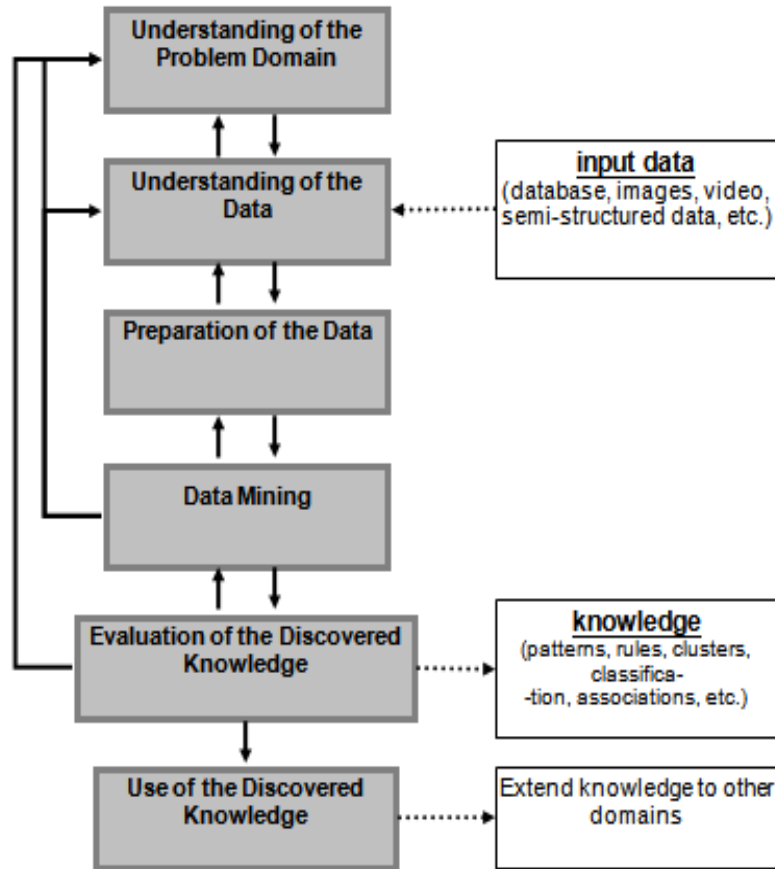 Understanding of the
Problem Domain
Understanding of the
Data
input data
(database, images, video,
semi-structured data, etc.)
Preparation of the Data
Data Mining
Evaluation of the Discovered
Knowledge
knowledge
(patterns, rules, clusters,
classifica-
-tion, associations, etc.)
Use of the Discovered
Knowledge
Extend knowledge to other
domains